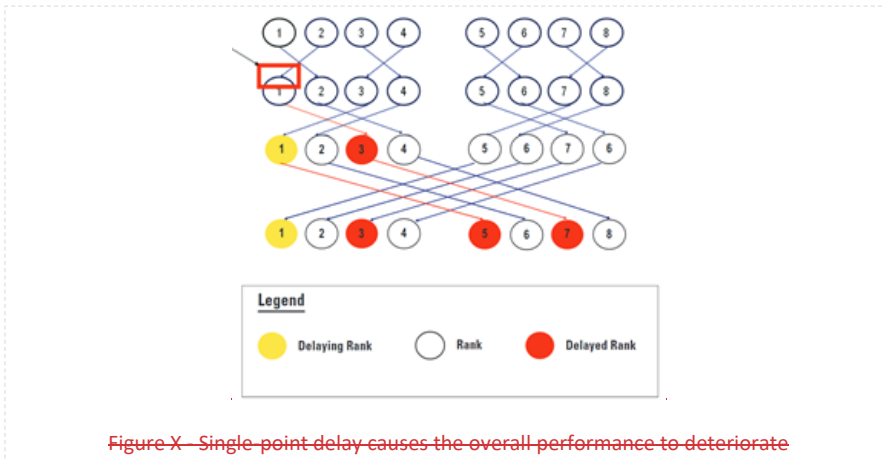 1 2 3 4 5 6 7 8
1 2 3 4 5 6 7 8
1 2 3 4 5 6 7 6
1 2 3 4 5 6 7 8
Legend
Delaying Rank Rank Delayed Rank
Figure X - Single-point delay causes the overall performance to deteriorate